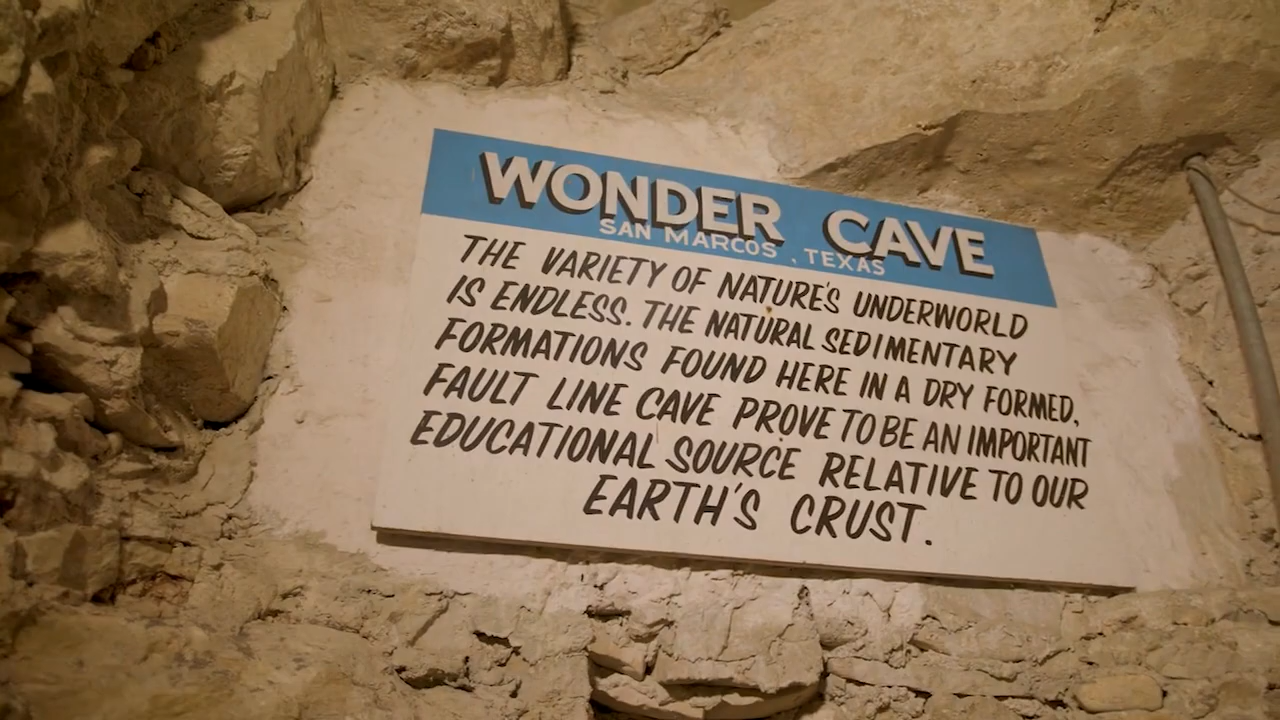 WONDER CAVE
SAN MARCOS, TEXAS
THE VARIETY OF NATURE'S UNDERWORLD
IS ENDLESS. THE NATURAL SEDIMENTARY
FORMATIONS FOUND HERE IN A DRY FORMED,
FAULT LINE CAVE PROVE TO BE AN IMPORTANT
EDUCATIONAL SOURCE RELATIVE TO OUR
EARTH'S CRUST.